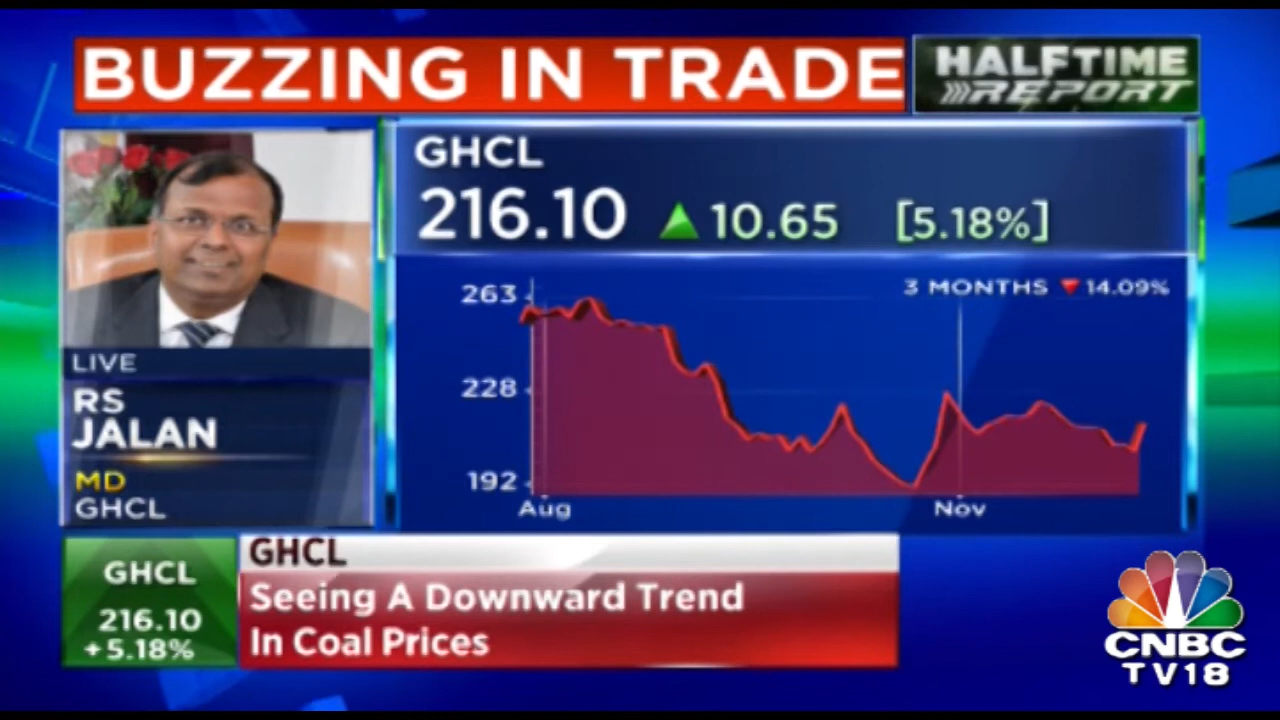 BUZZING IN TRADE
HALFTIME
REPORT
GHCL
216.10 ▲ 10.65 [5.18%]
3 MONTHS ▼ 14.09%
263
228
192
Aug Nov
LIVE
RS
JALAN
MD
GHCL
GHCL
216.10
+5.18%
GHCL
Seeing A Downward Trend
In Coal Prices
CNBC
TV18